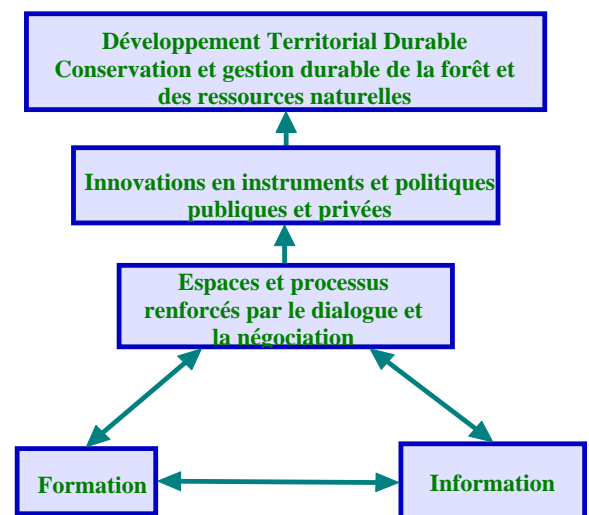 Développement Territorial Durable
Conservation et gestion durable de la forêt et
des ressources naturelles
Innovations en instruments et politiques
publiques et privées
Espaces et processus
renforcés par le dialogue et
la négociation
Formation
Information